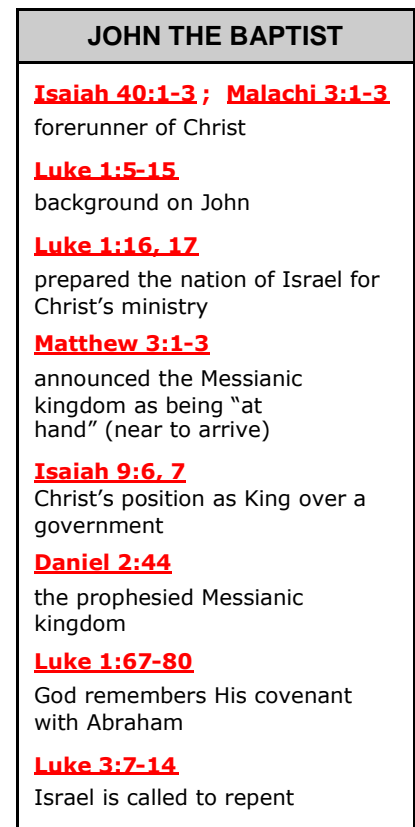 JOHN THE BAPTIST
Isaiah 40:1-3 ; Malachi 3:1-3
forerunner of Christ
Luke 1:5-15
background on John
Luke 1:16, 17
prepared the nation of Israel for
Christ’s ministry
Matthew 3:1-3
announced the Messianic
kingdom as being “at
hand” (near to arrive)
Isaiah 9:6, 7
Christ’s position as King over a
government
Daniel 2:44
the prophesied Messianic
kingdom
Luke 1:67-80
God remembers His covenant
with Abraham
Luke 3:7-14
Israel is called to repent